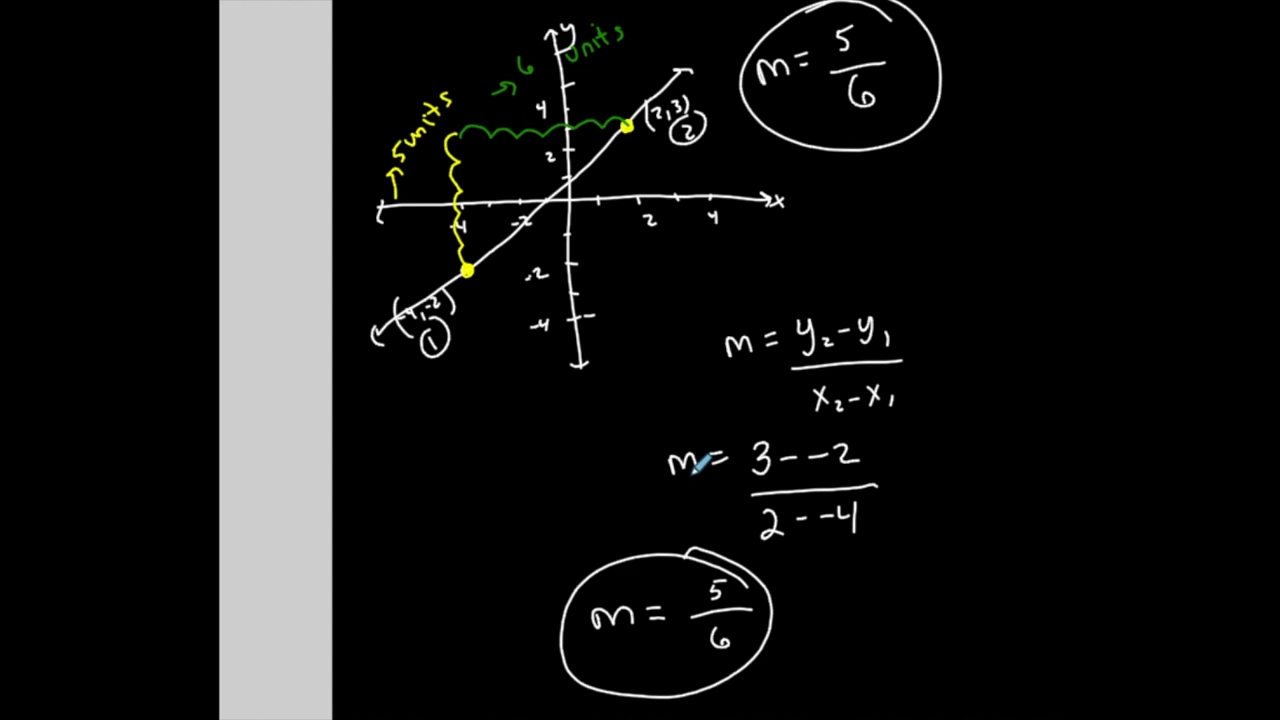 y
6 units
5 units
4
(2,3)
2
2
x
-4
-2
2
4
-2
(-4,-2)
1
-4
m = 5/6
m = y₂ - y₁
x₂ - x₁
m = 3 - -2
2 - -4
m = 5/6